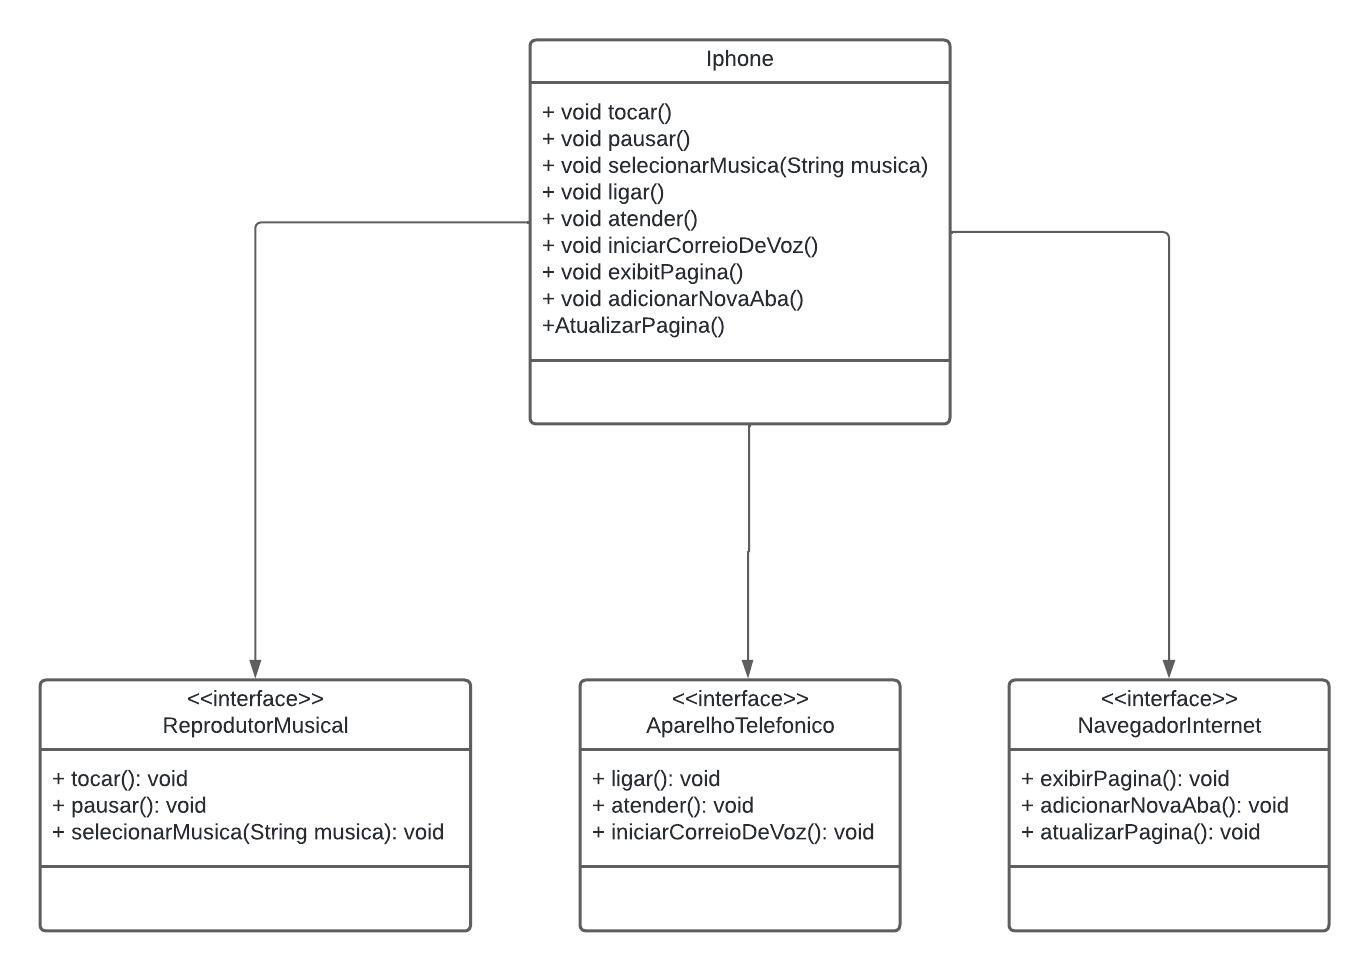 Iphone
+ void tocar()
+ void pausar()
+ void selecionarMusica(String musica)
+ void ligar()
+ void atender()
+ void iniciarCorreioDeVoz()
+ void exibitPagina()
+ void adicionarNovaAba()
+AtualizarPagina()
<<interface>>
ReprodutorMusical
+ tocar(): void
+ pausar(): void
+ selecionarMusica(String musica): void
<<interface>>
AparelhoTelefonico
+ ligar(): void
+ atender(): void
+ iniciarCorreioDeVoz(): void
<<interface>>
NavegadorInternet
+ exibirPagina(): void
+ adicionarNovaAba(): void
+ atualizarPagina(): void